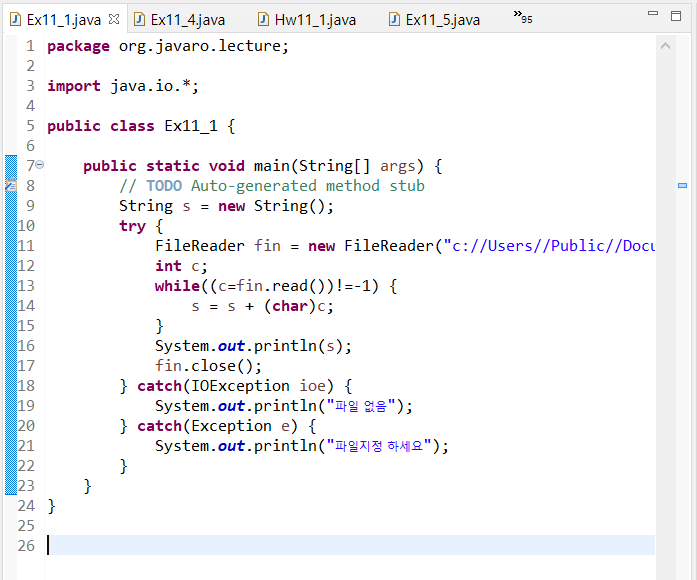 Ex11_1.java Ex11_4.java Hw11_1.java Ex11_5.java »95
1 package org.javaro.lecture;
2
3 import java.io.*;
4
5 public class Ex11_1 {
6
7     public static void main(String[] args) {
8         // TODO Auto-generated method stub
9         String s = new String();
10         try {
11             FileReader fin = new FileReader("c://Users//Public//Docu
12             int c;
13             while((c=fin.read())!=-1) {
14                 s = s + (char)c;
15             }
16             System.out.println(s);
17             fin.close();
18         } catch(IOException ioe) {
19             System.out.println("파일 없음");
20         } catch(Exception e) {
21             System.out.println("파일지정 하세요");
22         }
23     }
24 }
25
26